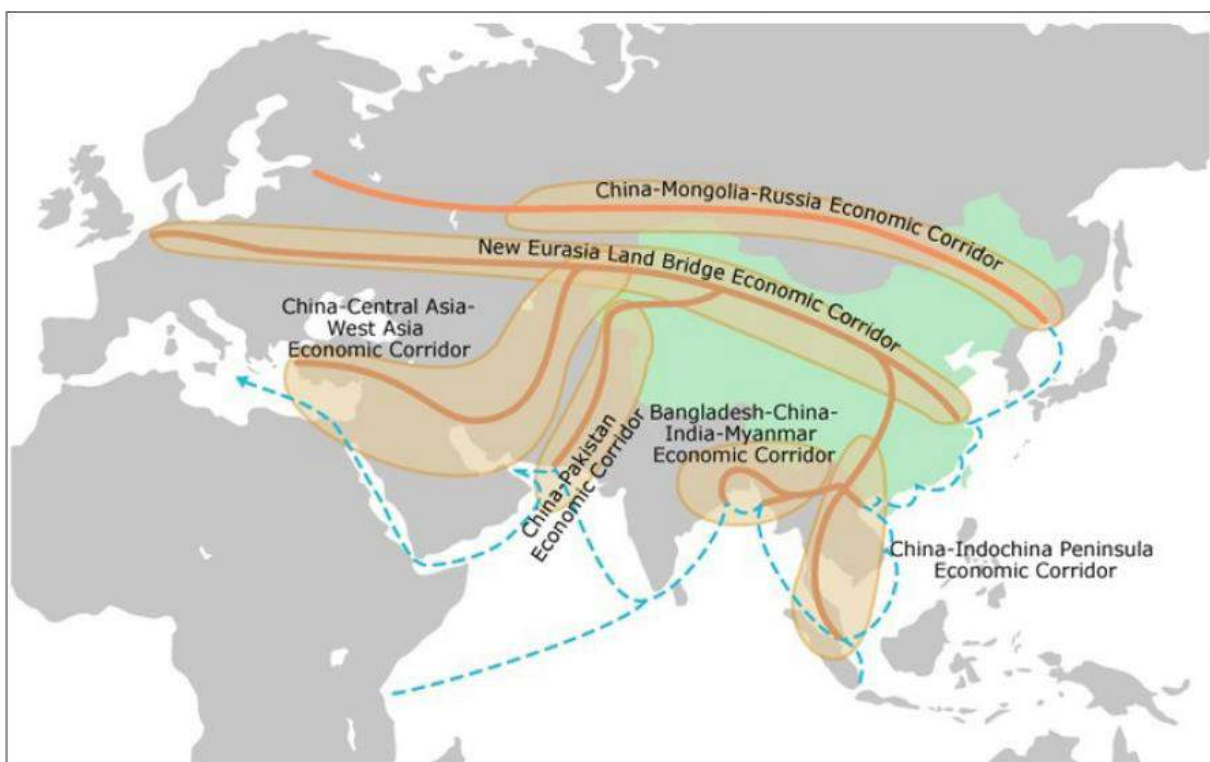 China-Mongolia-Russia Economic Corridor
New Eurasia Land Bridge Economic Corridor
China-Central Asia-
West Asia
Economic Corridor
China-Pakistan
Economic Corridor
Bangladesh-China-
India-Myanmar
Economic Corridor
China-Indochina Peninsula
Economic Corridor